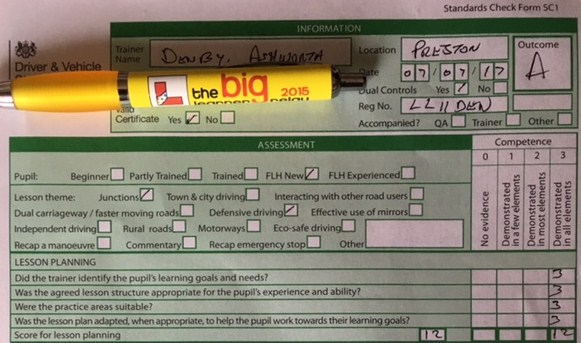 Standards Check Form SC1
INFORMATION
Trainer Name DENBY. ASHWORTH Location PRESTON Outcome A
Driver & Vehicle
Date 07/07/17
the big 2015
learner relay
Dual Controls Yes No
Reg No. LL11DEN
Valid Certificate Yes No
Accompanied? QA Trainer Other
ASSESSMENT Competence
0 1 2 3
Pupil: Beginner Partly Trained Trained FLH New FLH Experienced
No evidence
Demonstrated in a few elements
Demonstrated in most elements
Demonstrated in all elements
Lesson theme: Junctions Town & city driving Interacting with other road users
Dual carriageway / faster moving roads Defensive driving Effective use of mirrors
Independent driving Rural roads Motorways Eco-safe driving
Recap a manoeuvre Commentary Recap emergency stop Other
LESSON PLANNING
Did the trainer identify the pupil's learning goals and needs? 3
Was the agreed lesson structure appropriate for the pupil's experience and ability? 3
Were the practice areas suitable? 3
Was the lesson plan adapted, when appropriate, to help the pupil work towards their learning goals? 3
Score for lesson planning 12 12